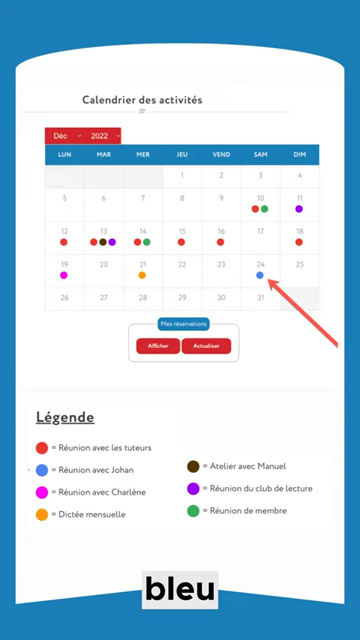 Calendrier des activités
Déc 2022
LUN MAR MER JEU VEND SAM DIM
1 2 3 4
5 6 7 8 9 10 11
12 13 14 15 16 17 18
19 20 21 22 23 24 25
26 27 28 29 30 31
Mes réservations
Afficher Actualiser
Légende
= Réunion avec les tuteurs
= Réunion avec Johan
= Réunion avec Charlène
= Dictée mensuelle
= Atelier avec Manuel
= Réunion du club de lecture
= Réunion de membre
bleu